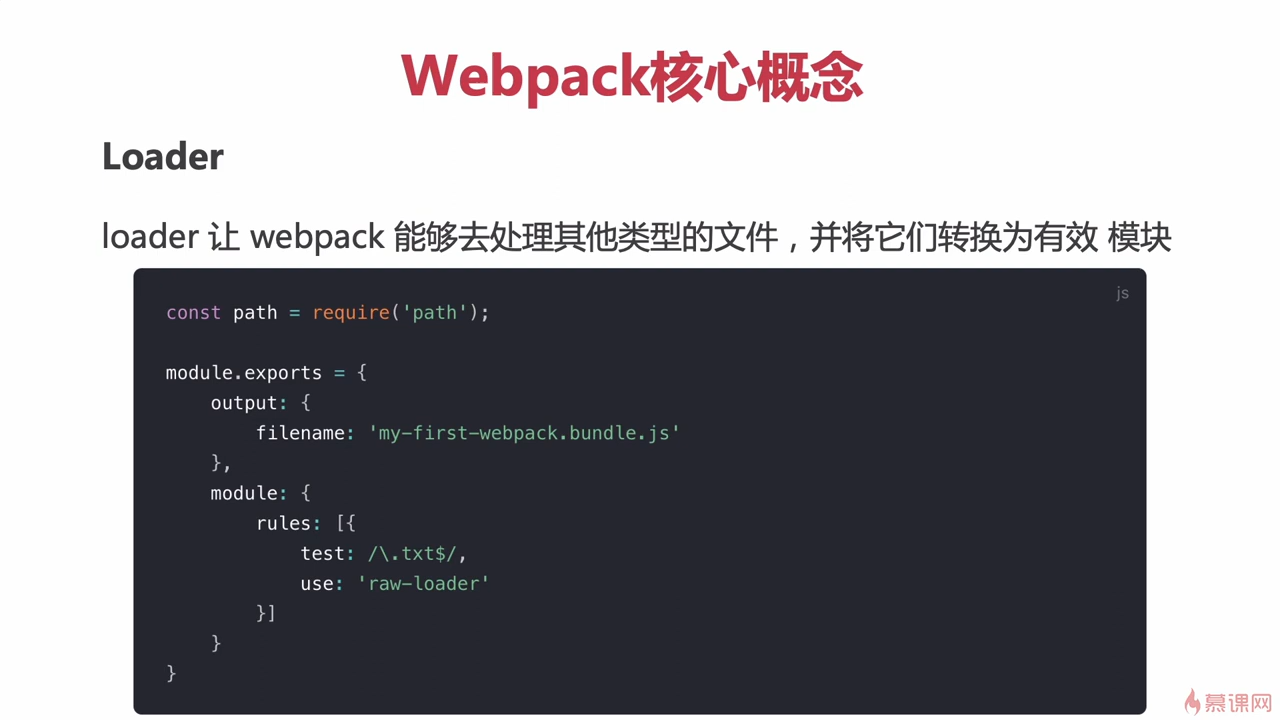 Webpack核心概念
Loader
loader 让 webpack 能够去处理其他类型的文件，并将它们转换为有效 模块
js
const path = require('path');
module.exports = {
    output: {
        filename: 'my-first-webpack.bundle.js'
    },
    module: {
        rules: [{
            test: /\.txt$/,
            use: 'raw-loader'
        }]
    }
}
慕课网